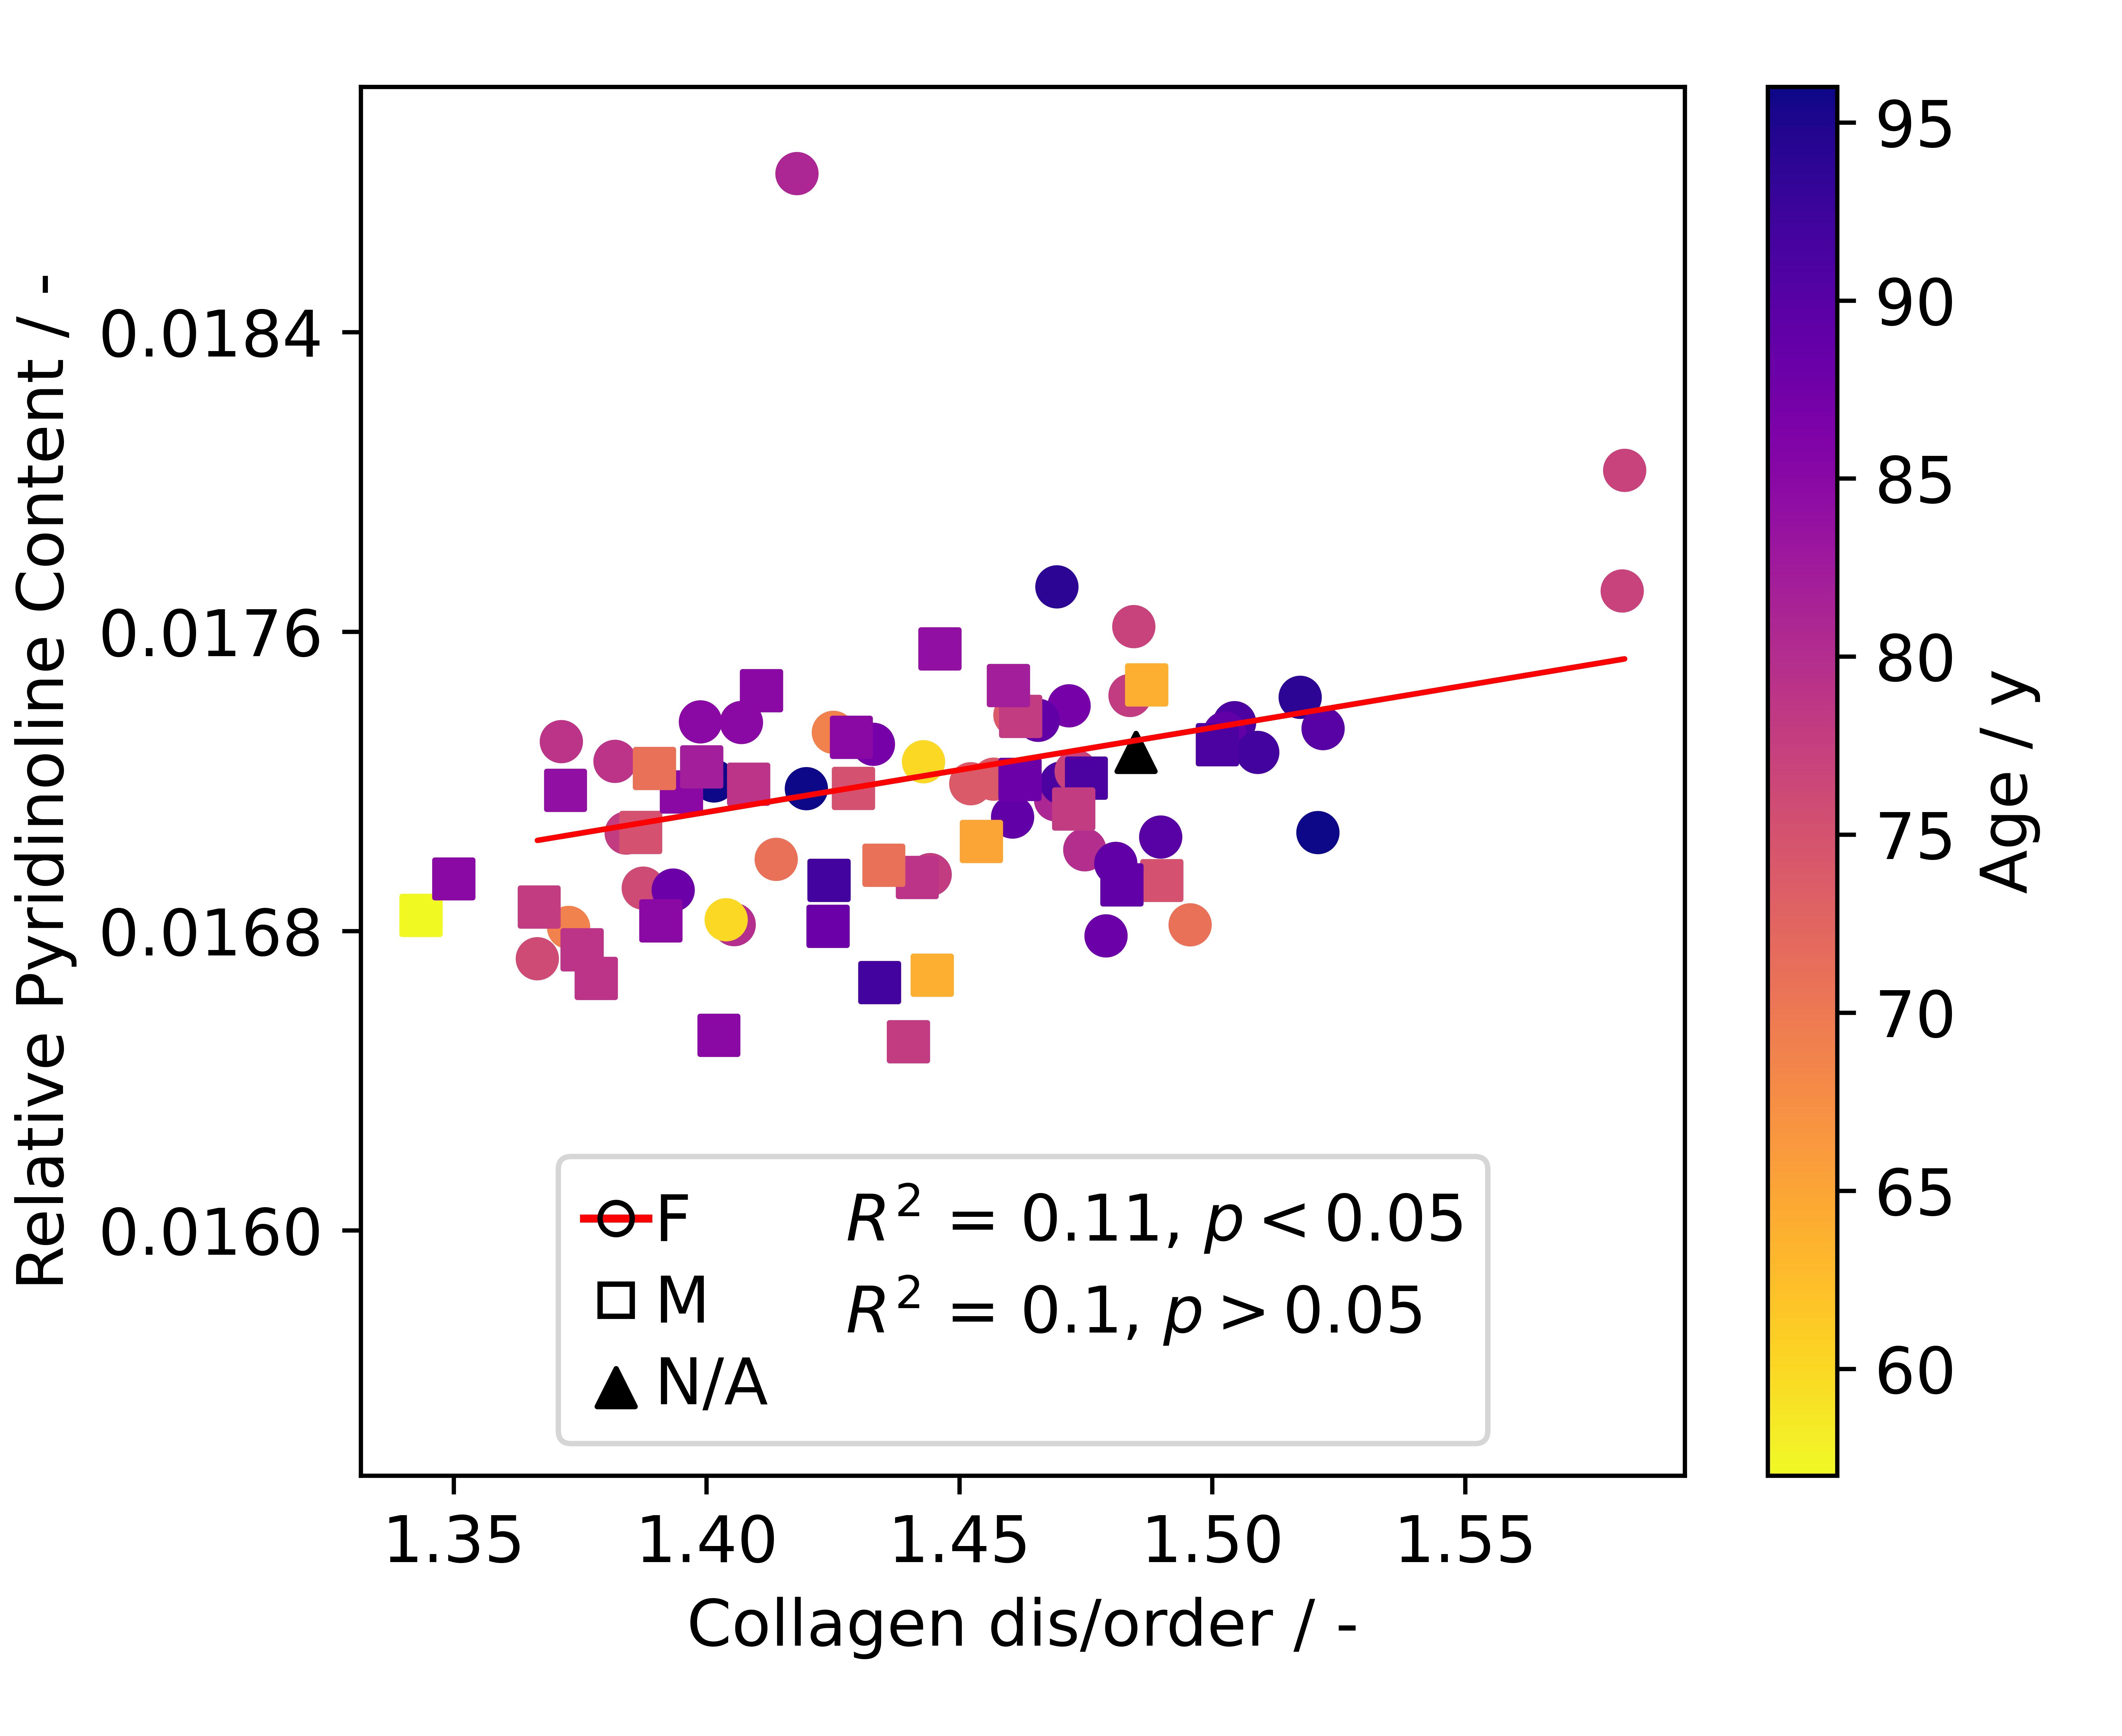 Relative Pyridinoline Content / -
0.0184
0.0176
0.0168
0.0160
F R² = 0.11, p < 0.05
M R² = 0.1, p > 0.05
N/A
1.35 1.40 1.45 1.50 1.55
Collagen dis/order / -
95
90
85
80
75
70
65
60
Age / y